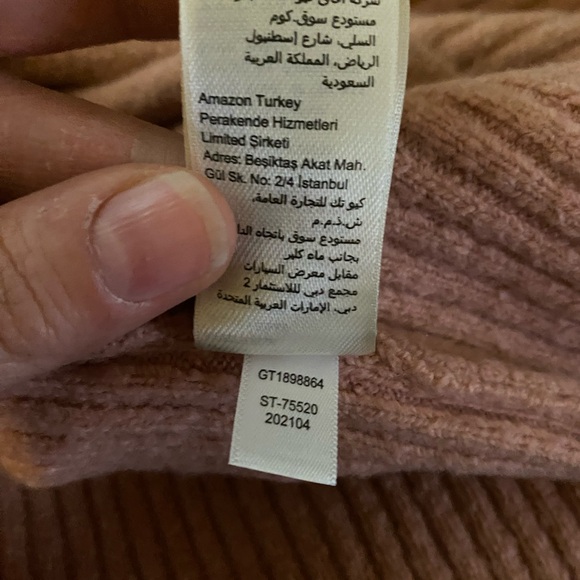 مستودع سوق.كوم
السلي، شارع إسطنبول
الرياض، المملكة العربية
السعودية
Amazon Turkey
Perakende Hizmetleri
Limited Şirketi
Adres: Beşiktaş Akat Mah.
Gül Sk. No: 2/4 İstanbul
كيو تك للتجارة العامة،
ش.ذ.م.م
مستودع سوق باتجاه
بجانب ماء كلير
مقابل معرض السيارات
مجمع دبي للاستثمار 2
دبي، الإمارات العربية المتحدة
GT1898864
ST-75520
202104